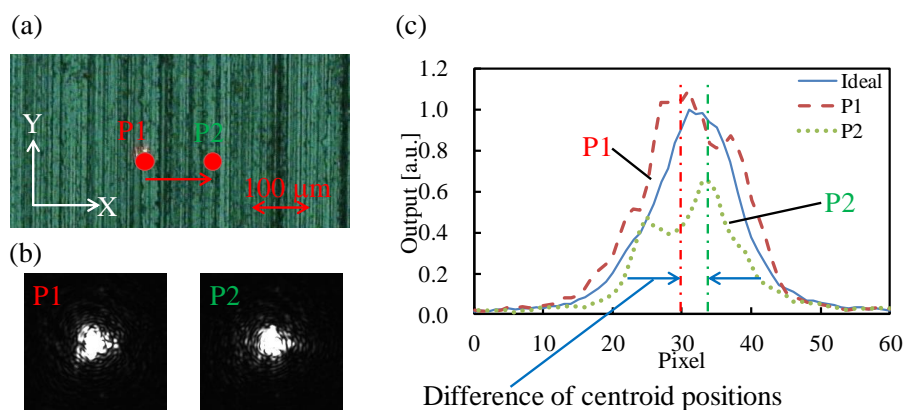 (a)
Y
P1
P2
100 μm
X
(b)
P1
P2
(c)
Output [a.u.]
1.2
1.0
0.8
0.6
0.4
0.2
0.0
Ideal
P1
P2
P1
P2
0 10 20 30 40 50 60
Pixel
Difference of centroid positions